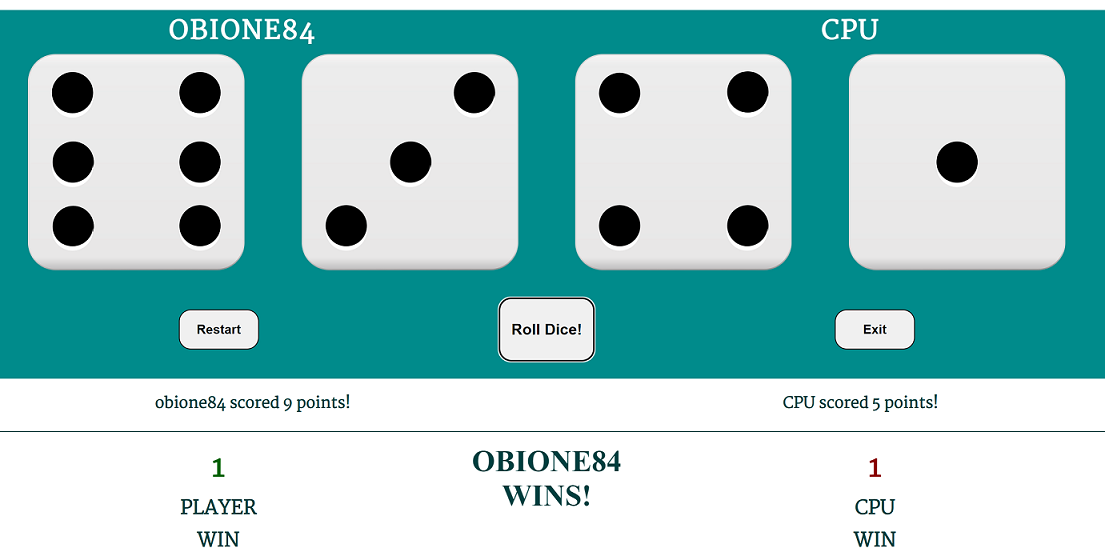 OBIONE84
CPU
Restart
Roll Dice!
Exit
obione84 scored 9 points!
CPU scored 5 points!
1
PLAYER
WIN
OBIONE84
WINS!
1
CPU
WIN